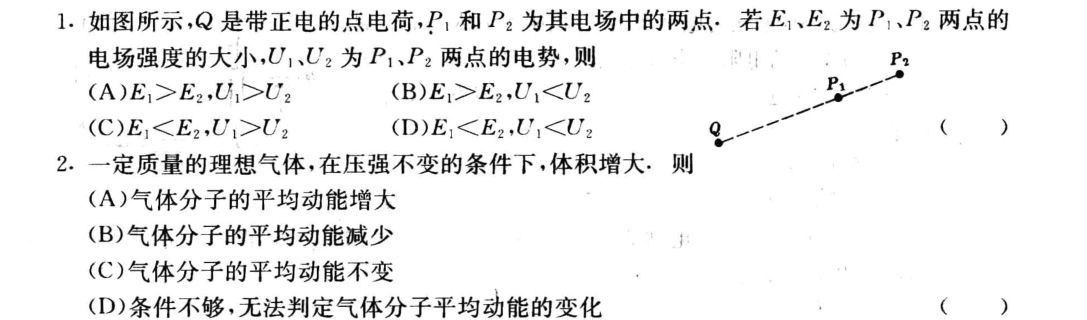 1. 如图所示,Q 是带正电的点电荷,P₁ 和 P₂ 为其电场中的两点. 若 E₁、E₂ 为 P₁、P₂ 两点的
电场强度的大小,U₁、U₂ 为 P₁、P₂ 两点的电势,则
(A)E₁>E₂,U₁>U₂ (B)E₁>E₂,U₁<U₂
(C)E₁<E₂,U₁>U₂ (D)E₁<E₂,U₁<U₂ ( )
Q P₁ P₂
2. 一定质量的理想气体,在压强不变的条件下,体积增大. 则
(A)气体分子的平均动能增大
(B)气体分子的平均动能减少
(C)气体分子的平均动能不变
(D)条件不够,无法判定气体分子平均动能的变化 ( )